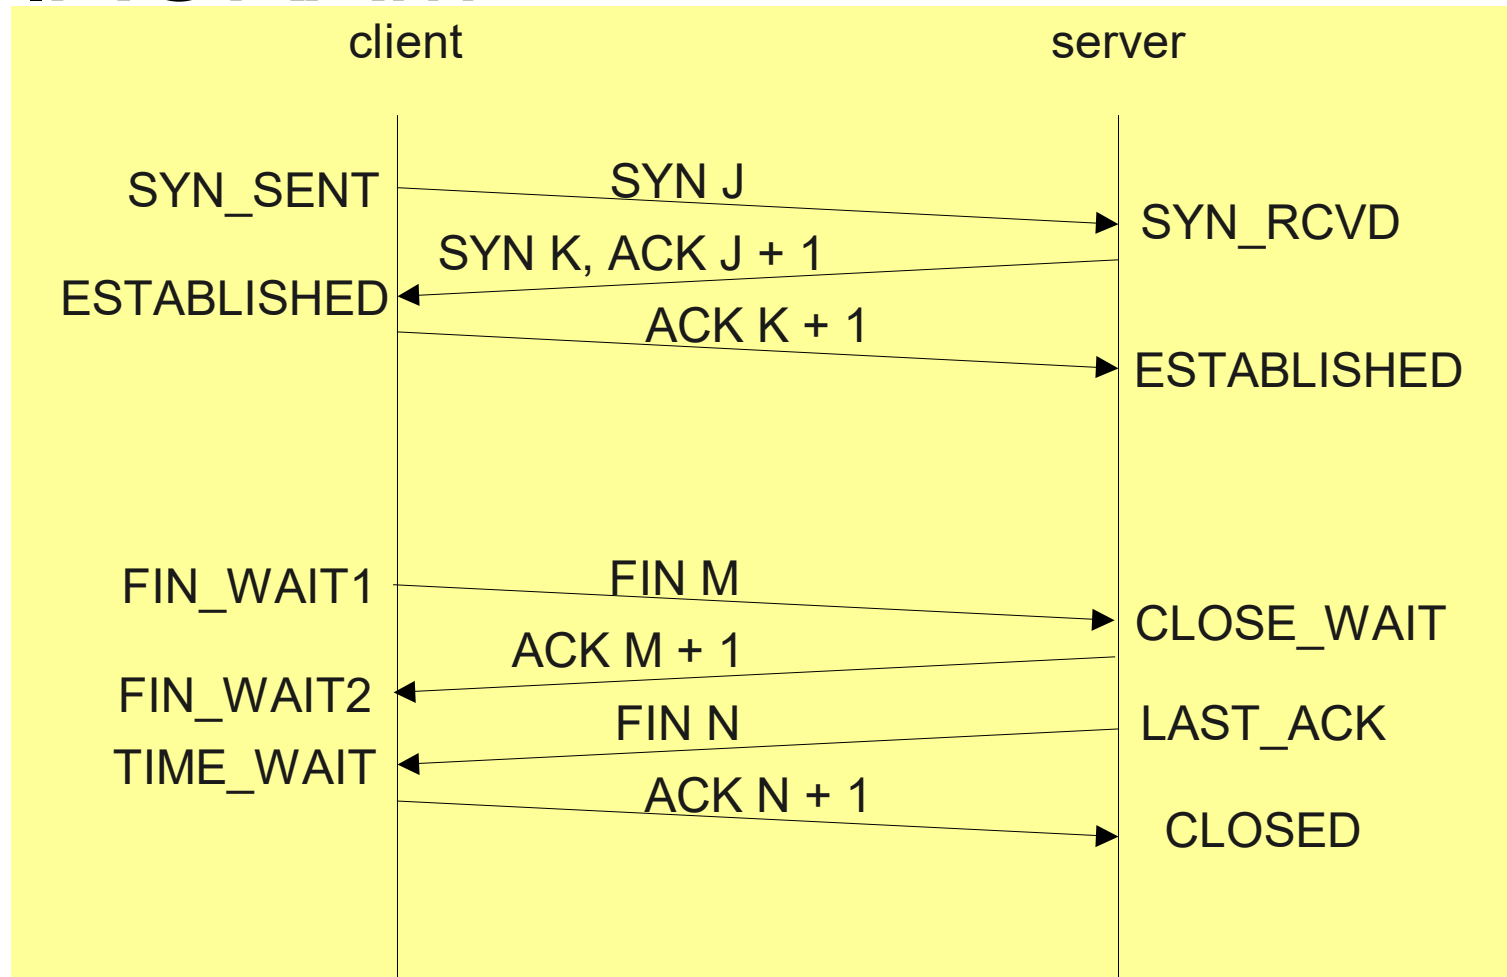 client server
SYN_SENT SYN J
SYN_RCVD
SYN K, ACK J + 1
ESTABLISHED
ACK K + 1
ESTABLISHED
FIN_WAIT1 FIN M
CLOSE_WAIT
ACK M + 1
FIN_WAIT2
FIN N LAST_ACK
TIME_WAIT
ACK N + 1
CLOSED